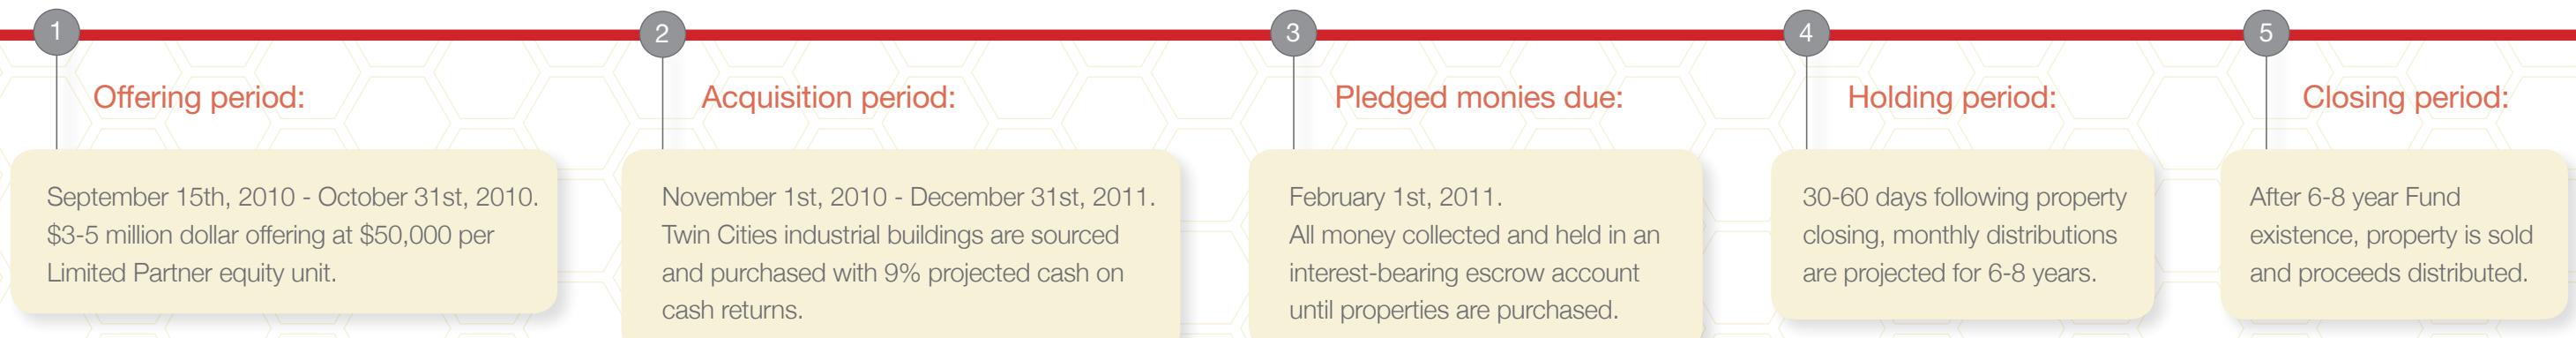 1
Offering period:
September 15th, 2010 - October 31st, 2010.
$3-5 million dollar offering at $50,000 per
Limited Partner equity unit.
2
Acquisition period:
November 1st, 2010 - December 31st, 2011.
Twin Cities industrial buildings are sourced
and purchased with 9% projected cash on
cash returns.
3
Pledged monies due:
February 1st, 2011.
All money collected and held in an
interest-bearing escrow account
until properties are purchased.
4
Holding period:
30-60 days following property
closing, monthly distributions
are projected for 6-8 years.
5
Closing period:
After 6-8 year Fund
existence, property is sold
and proceeds distributed.